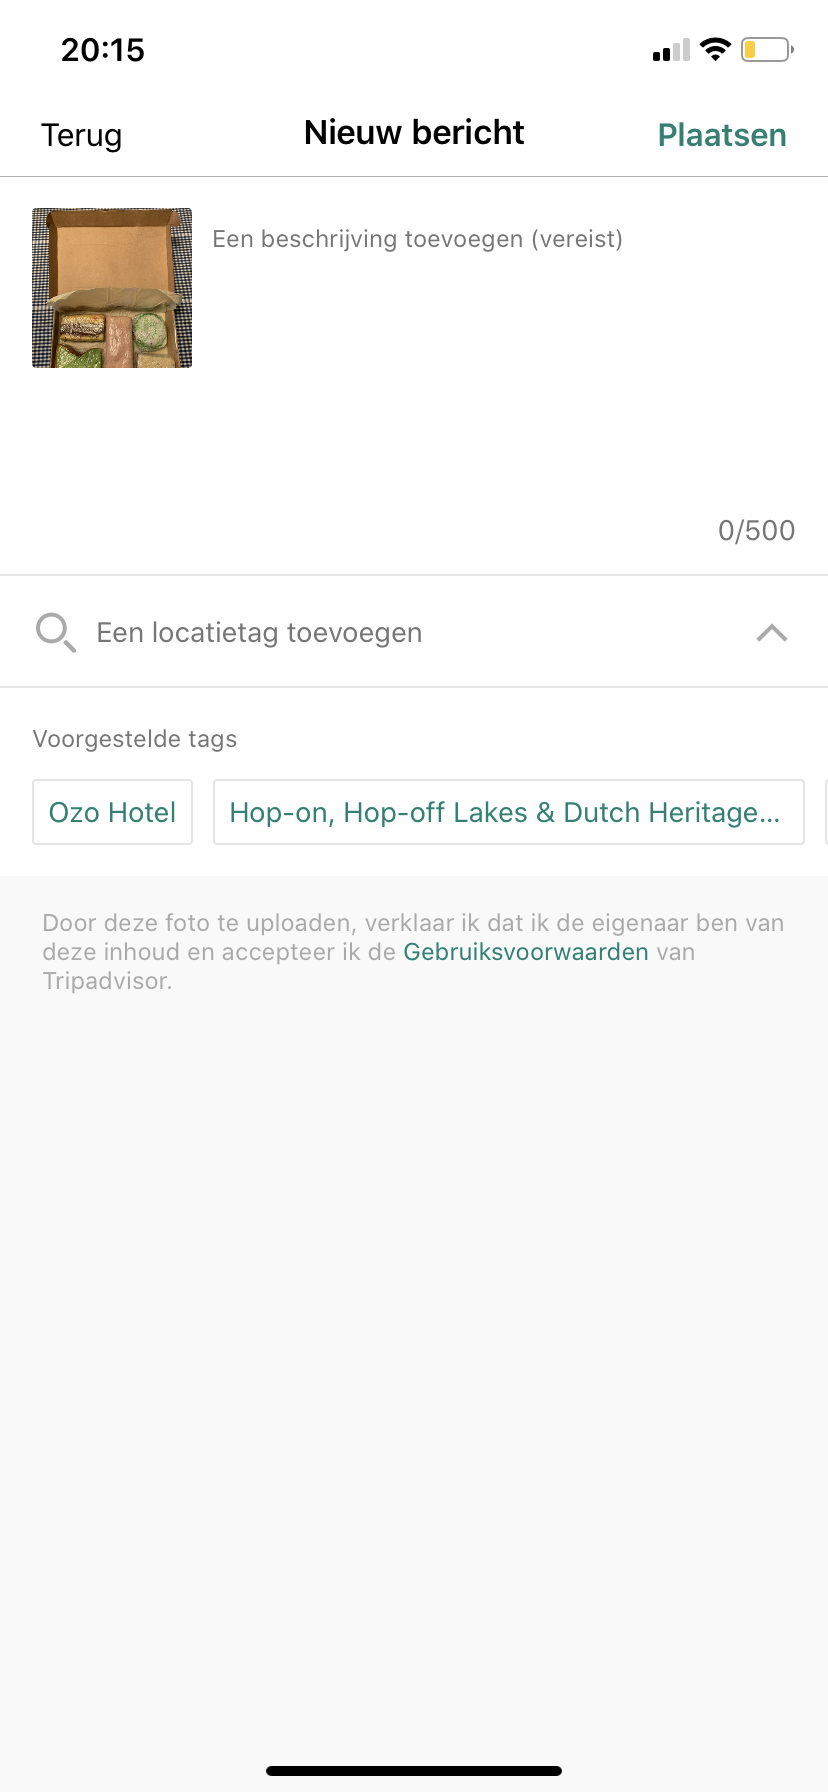 20:15
Terug
Nieuw bericht
Plaatsen
Een beschrijving toevoegen (vereist)
0/500
Een locatietag toevoegen
Voorgestelde tags
Ozo Hotel
Hop-on, Hop-off Lakes & Dutch Heritage...
Door deze foto te uploaden, verklaar ik dat ik de eigenaar ben van
deze inhoud en accepteer ik de Gebruiksvoorwaarden van
Tripadvisor.